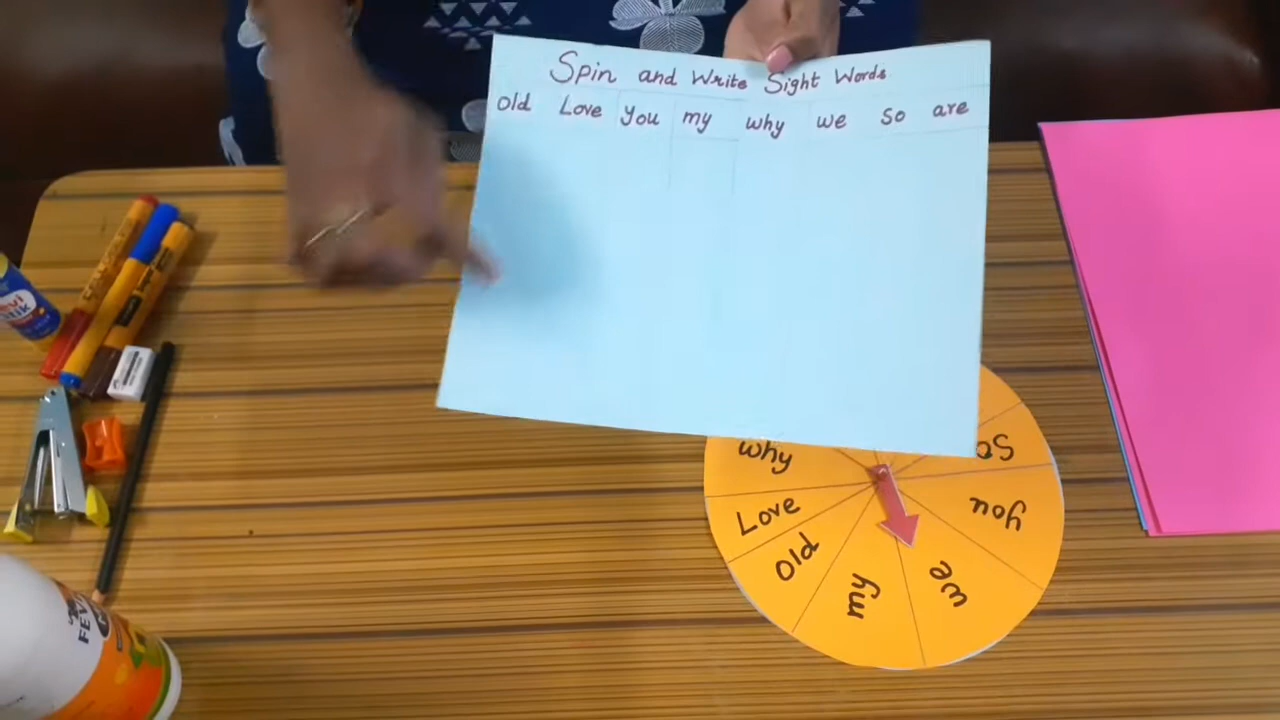 Spin and Write Sight Words
Old Love you my why we so are
why
so
Love
you
Old
my
we
FEV